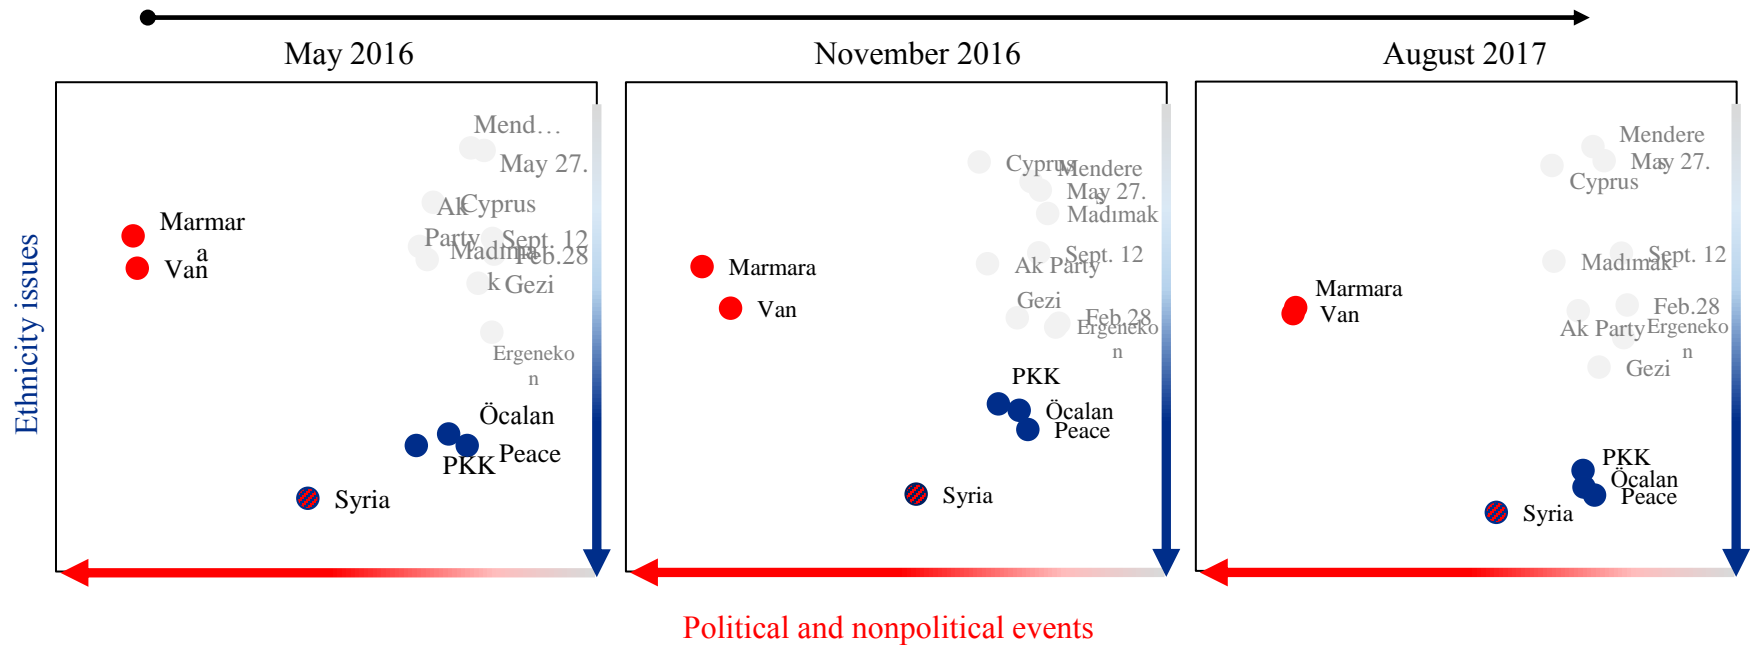 May 2016
November 2016
August 2017
Ethnicity issues
Mend…
May 27.
Ak
Party
Cyprus
Sept. 12
Madıma
k
Feb.28
Gezi
Ergeneko
n
Marmar
a
Van
Öcalan
PKK
Peace
Syria
Cyprus
Mendere
s
May 27.
Madımak
Sept. 12
Ak Party
Gezi
Feb.28
Ergeneko
n
Marmara
Van
PKK
Öcalan
Peace
Syria
Mendere
s
May 27.
Cyprus
Sept. 12
Madımak
Feb.28
Ak Party
Ergeneko
n
Gezi
Marmara
Van
PKK
Öcalan
Peace
Syria
Political and nonpolitical events